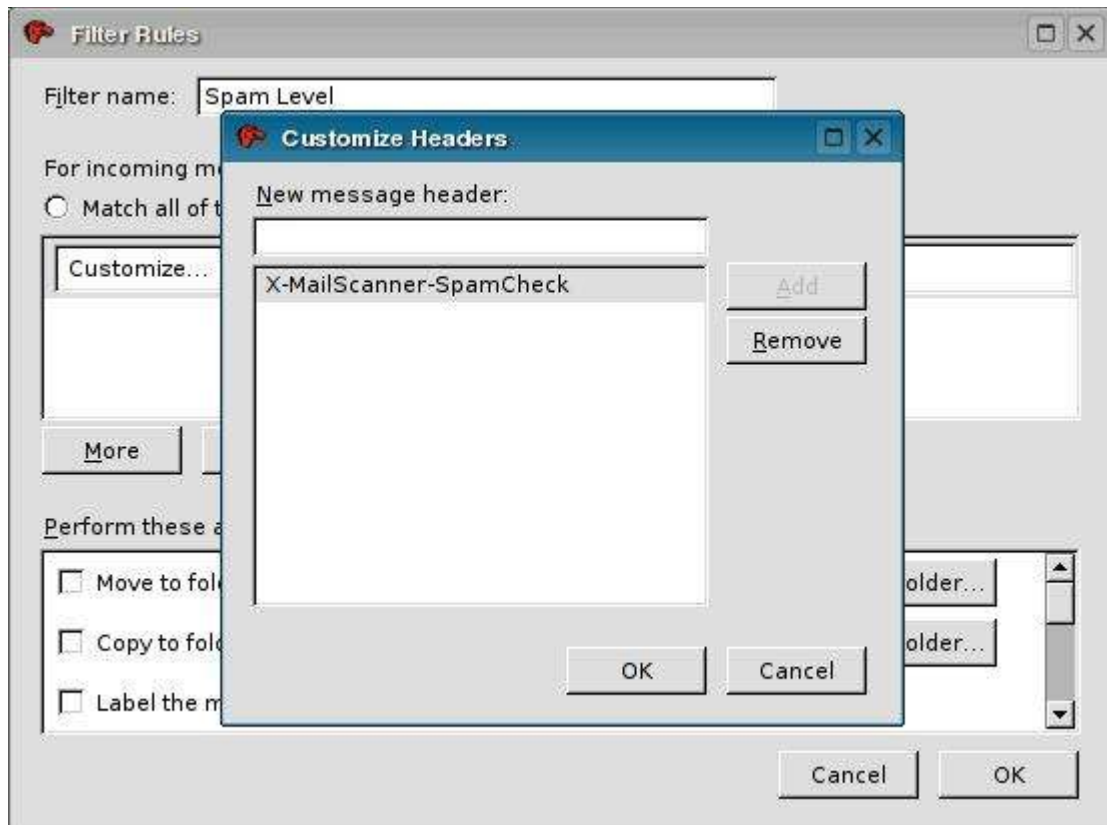 Filter Rules
Filter name: Spam Level
Customize Headers
For incoming m
New message header:
Match all of t
Customize...
X-MailScanner-SpamCheck
Add
Remove
More
Perform these a
Move to fol
older...
Copy to fol
older...
Label the m
OK Cancel
Cancel OK